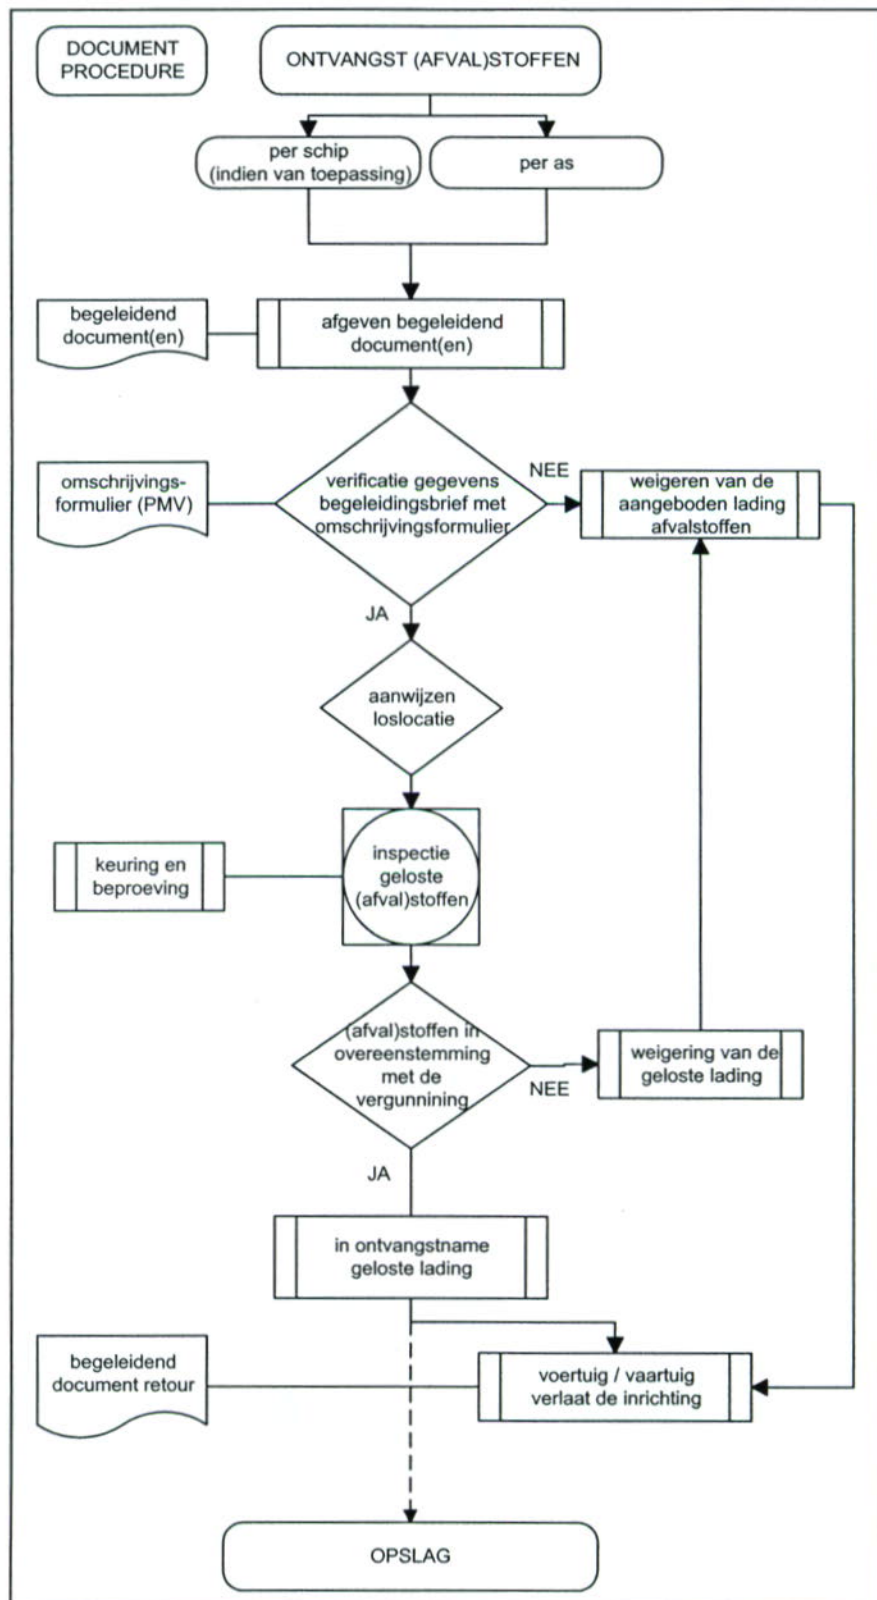 DOCUMENT
PROCEDURE
ONTVANGST (AFVAL)STOFFEN
per schip
(indien van toepassing)
per as
begeleidend
document(en)
afgeven begeleidend
document(en)
omschrijvings-
formulier (PMV)
verificatie gegevens
begeleidingsbrief met
omschrijvingsformulier
NEE
weigeren van de
aangeboden lading
afvalstoffen
JA
aanwijzen
loslocatie
keuring en
beproeving
inspectie
geloste
(afval)stoffen
(afval)stoffen in
overeenstemming
met de
vergunnining
NEE
weigering van de
geloste lading
JA
in ontvangstname
geloste lading
begeleidend
document retour
voertuig / vaartuig
verlaat de inrichting
OPSLAG